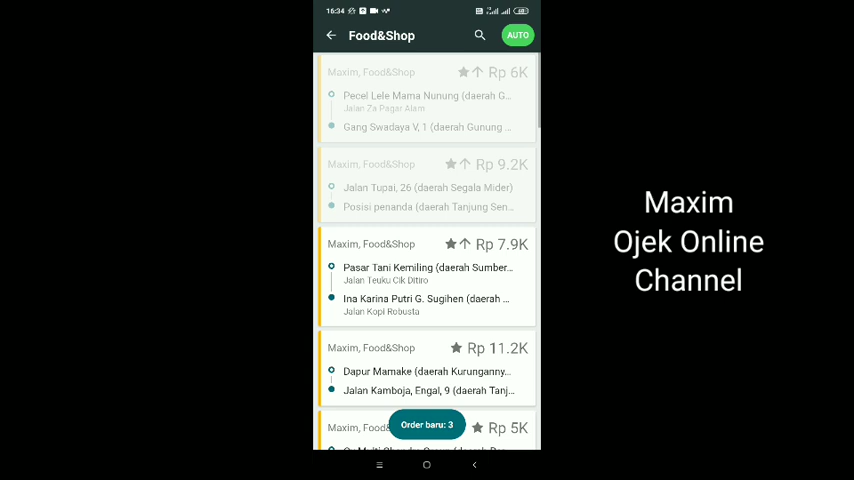 16:34
Food&Shop
AUTO
Maxim, Food&Shop Rp 6K
Pecel Lele Mama Nunung (daerah G...
Jalan Za Pagar Alam
Gang Swadaya V, 1 (daerah Gunung ...
Maxim, Food&Shop Rp 9.2K
Jalan Tupai, 26 (daerah Segala Mider)
Posisi penanda (daerah Tanjung Sen...
Maxim, Food&Shop Rp 7.9K
Pasar Tani Kemiling (daerah Sumber...
Jalan Teuku Cik Ditiro
Ina Karina Putri G. Sugihen (daerah ...
Jalan Kopi Robusta
Maxim, Food&Shop Rp 11.2K
Dapur Mamake (daerah Kurunganny...
Jalan Kamboja, Engal, 9 (daerah Tanj...
Maxim, Rp 5K
Order baru: 3
Maxim
Ojek Online
Channel